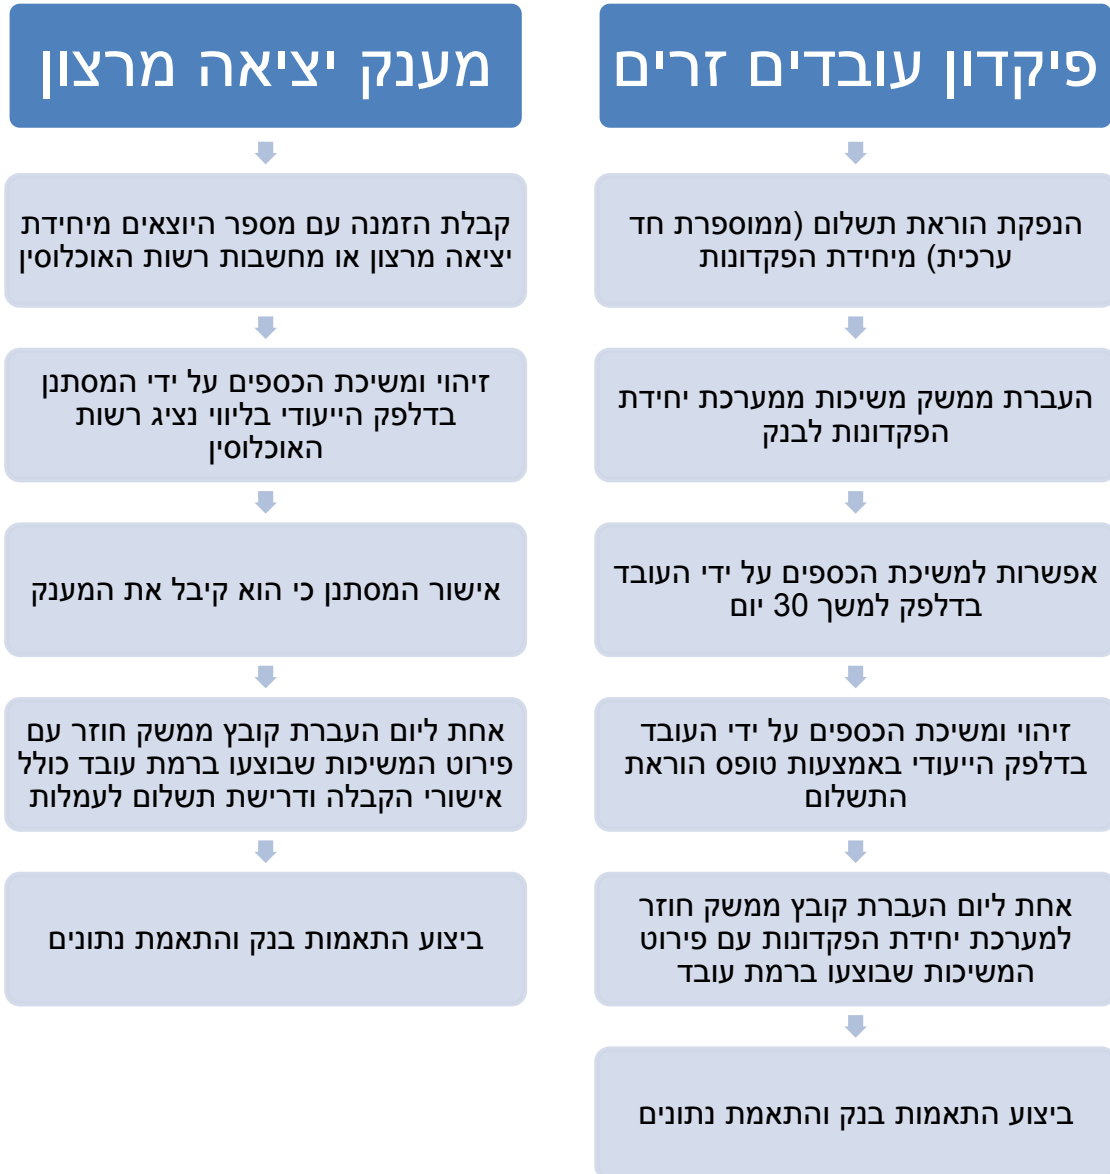 פיקדון עובדים זרים
הנפקת הוראת תשלום (ממוספרת חד
ערכית) מיחידת הפקדונות
העברת ממשק משיכות ממערכת יחידת
הפקדונות לבנק
אפשרות למשיכת הכספים על ידי העובד
בדלפק למשך 30 יום
זיהוי ומשיכת הכספים על ידי העובד
בדלפק הייעודי באמצעות טופס הוראת
התשלום
אחת ליום העברת קובץ ממשק חוזר
למערכת יחידת הפקדונות עם פירוט
המשיכות שבוצעו ברמת עובד
ביצוע התאמות בנק והתאמת נתונים
מענק יציאה מרצון
קבלת הזמנה עם מספר היוצאים מיחידת
יציאה מרצון או מחשבות רשות האוכלוסין
זיהוי ומשיכת הכספים על ידי המסתנן
בדלפק הייעודי בליווי נציג רשות
האוכלוסין
אישור המסתנן כי הוא קיבל את המענק
אחת ליום העברת קובץ ממשק חוזר עם
פירוט המשיכות שבוצעו ברמת עובד כולל
אישורי הקבלה ודרישת תשלום לעמלות
ביצוע התאמות בנק והתאמת נתונים